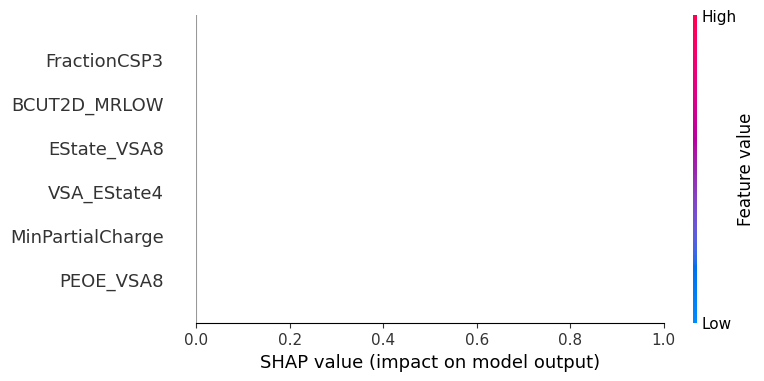 High
FractionCSP3
BCUT2D_MRLOW
EState_VSA8
VSA_EState4
MinPartialCharge
PEOE_VSA8
Feature value
Low
0.0 0.2 0.4 0.6 0.8 1.0
SHAP value (impact on model output)